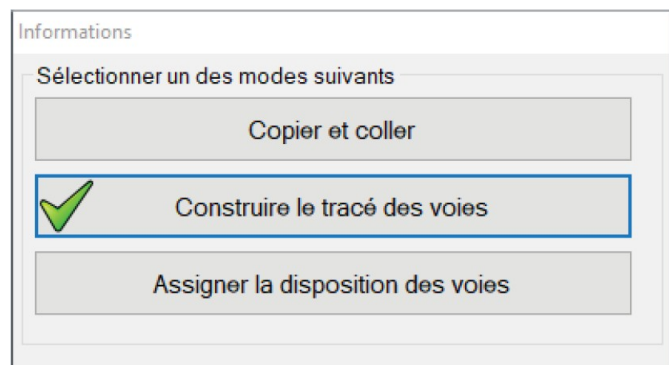 Informations
Sélectionner un des modes suivants
Copier et coller
Construire le tracé des voies
Assigner la disposition des voies